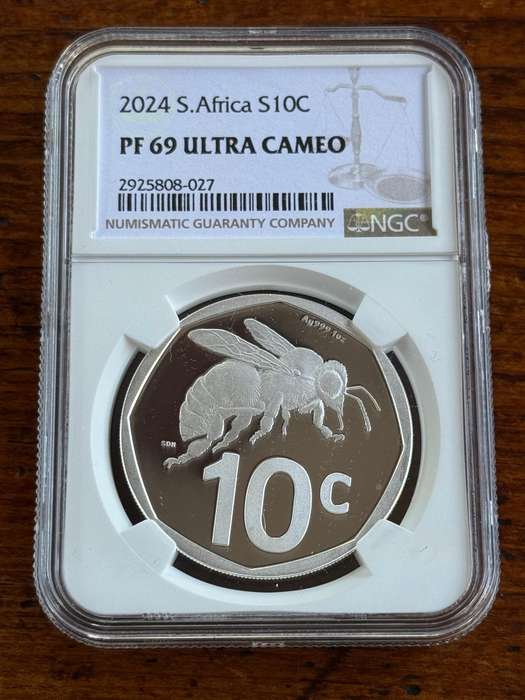 2024 S.Africa S10C
PF 69 ULTRA CAMEO
2925808-027
NUMISMATIC GUARANTY COMPANY
NGC®
Ag999 1oz
SDN
10c